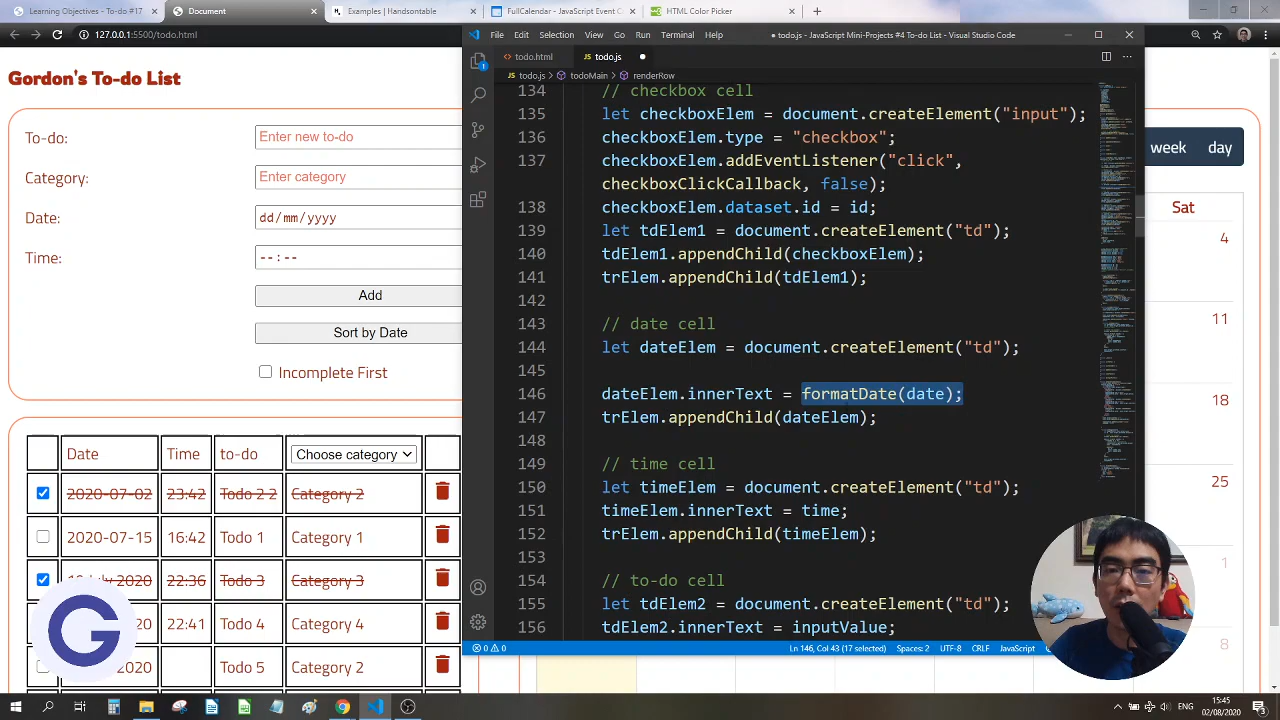 Learning Objectives - To-Do #17
Document
Examples | Handsontable
FullCalendar - JavaScript Event C
HTML Color Picker
127.0.0.1:5500/todo.html
File Edit Selection View Go Run Terminal Help
● todo.js - JavaScript Mini-Projects #4 To-do List - Visual Studio Code
todo.html
todo.js
todo.js > todoMain > renderRow
Gordon's To-do List
To-do:
Enter new todo
Category:
Enter category
Date:
dd/mm/yyyy
Time:
--:--
Add
Sort by Dat
Incomplete First
Date Time to-do Choose category
2020-07-02 23:42 Todo 2 2 Category 2
2020-07-15 16:42 Todo 1 Category 1
2020 22:36 Todo 3 Category 3
2020 22:41 Todo 4 Category 4
2020 Todo 5 Category 2
134 // checkbox cell
135 let checkboxElem = document.createElement("input");
136 checkboxElem.type = "checkbox";
137 checkboxElem.addEventListener("click",
checkboxClickCallback, false);
138 checkboxElem.dataset.id = id;
139 let tdElem1 = document.createElement("td");
140 tdElem1.appendChild(checkboxElem);
141 trElem.appendChild(tdElem1);
142
143 // date cell
144 let dateElem = document.createElement("td");
145
146 dateElem.innerText = formatDate(date);
147 trElem.appendChild(dateElem);
148
149 // time cell
150 let timeElem = document.createElement("td");
151 timeElem.innerText = time;
152 trElem.appendChild(timeElem);
153
154 // to-do cell
155 let tdElem2 = document.createElement("td");
156 tdElem2.innerText = inputValue;
0 0
Ln 146, Col 43 (17 selected) Spaces: 2 UTF-8 CRLF JavaScript
week day
Sat
4
11
18
25
1
8
G
ENG
15:45
02/08/2020